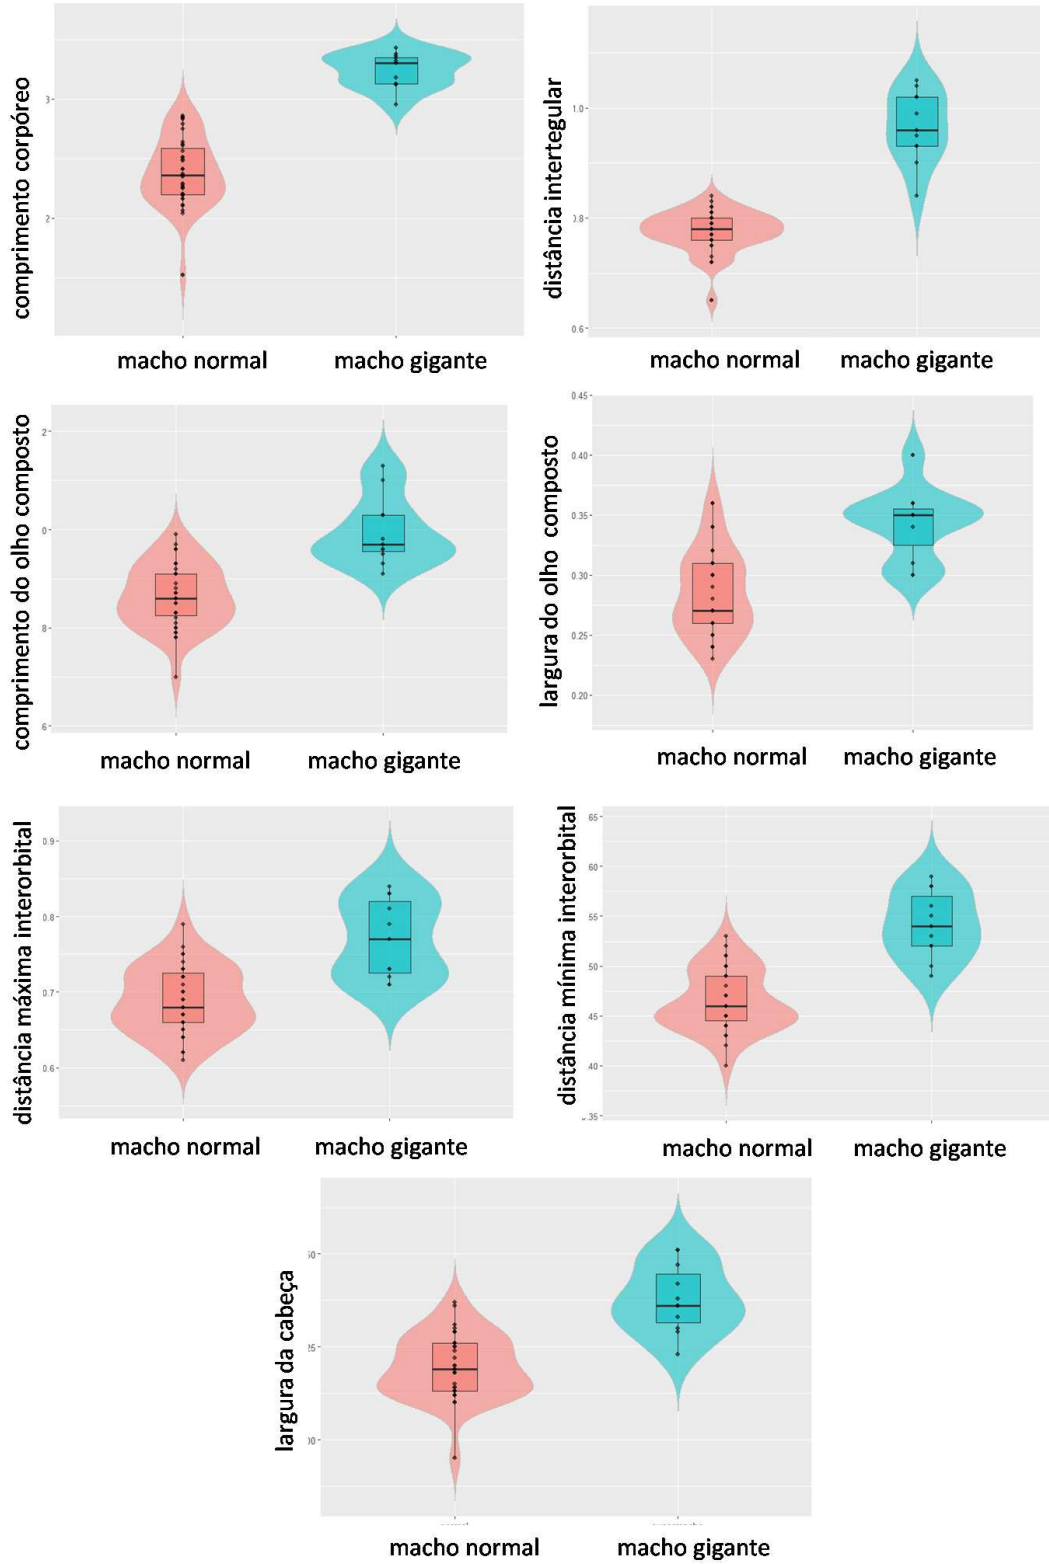 comprimento corpóreo
3
2
macho normal
macho gigante
distância intertegular
1.0
0.8
0.6
macho normal
macho gigante
comprimento do olho composto
2
0
8
6
macho normal
macho gigante
largura do olho composto
0.45
0.40
0.35
0.30
0.25
0.20
macho normal
macho gigante
distância máxima interorbital
0.9
0.8
0.7
0.6
macho normal
macho gigante
distância mínima interorbital
65
60
55
50
45
40
35
macho normal
macho gigante
largura da cabeça
50
25
00
macho normal
macho gigante